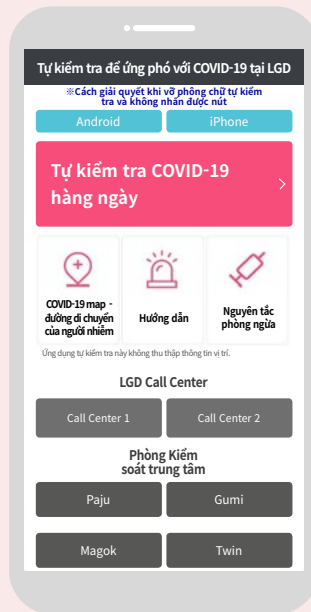 Tự kiểm tra để ứng phó với COVID-19 tại LGD
※Cách giải quyết khi vỡ phông chữ tự kiểm
tra và không nhấn được nút
Android
iPhone
Tự kiểm tra COVID-19
hàng ngày
COVID-19 map -
đường di chuyển
của người nhiễm
Hướng dẫn
Nguyên tắc
phòng ngừa
Ứng dụng tự kiểm tra này không thu thập thông tin vị trí.
LGD Call Center
Call Center 1
Call Center 2
Phòng Kiểm
soát trung tâm
Paju
Gumi
Magok
Twin